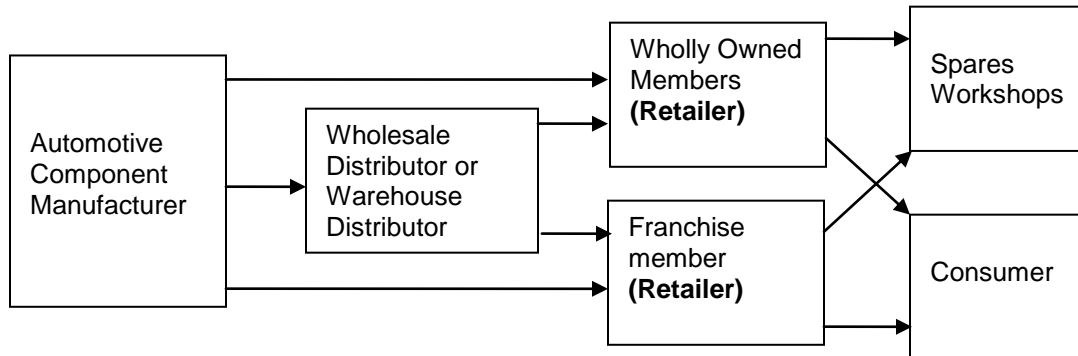 Automotive
Component
Manufacturer
Wholesale
Distributor or
Warehouse
Distributor
Wholly Owned
Members
(Retailer)
Franchise
member
(Retailer)
Spares
Workshops
Consumer